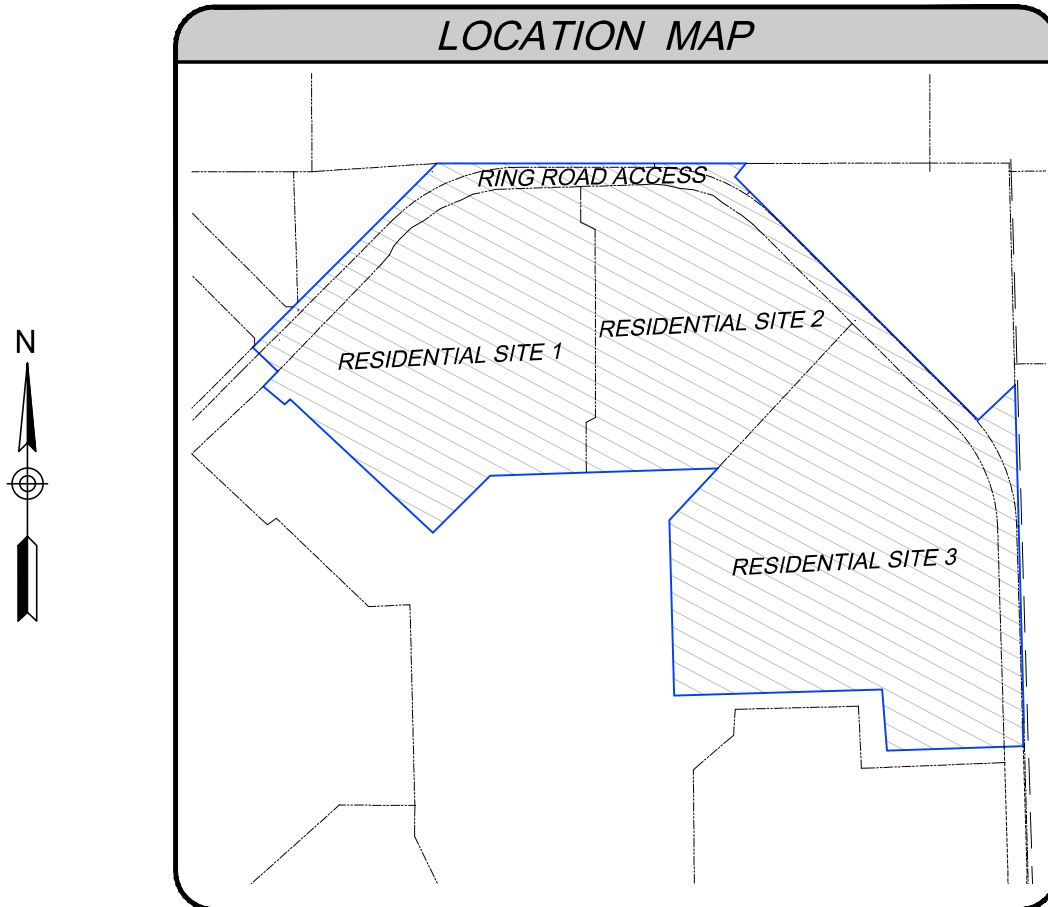 LOCATION MAP
RING ROAD ACCESS
RESIDENTIAL SITE 2
RESIDENTIAL SITE 1
N
RESIDENTIAL SITE 3